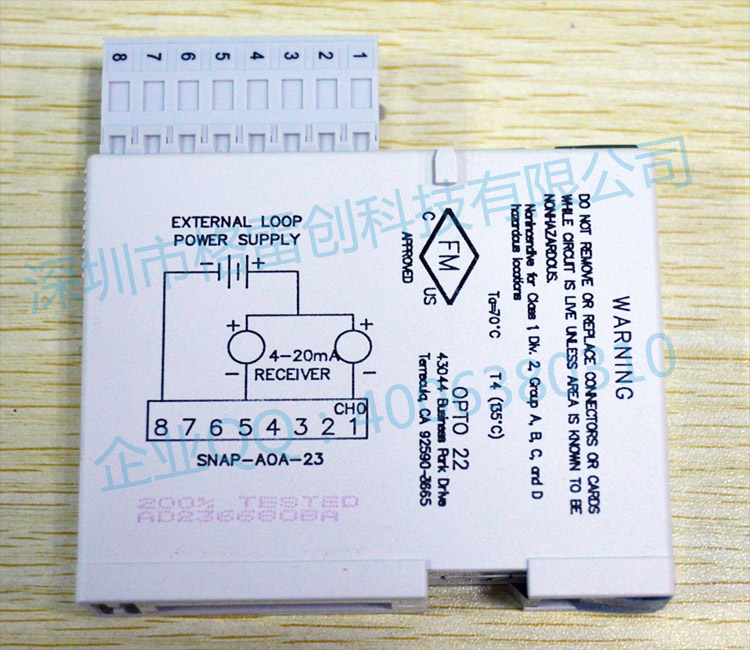 8 7 6 5 4 3 2 1
EXTERNAL LOOP
POWER SUPPLY
- +
+ +
4-20mA
RECEIVER
- -
CH0
8 7 6 5 4 3 2 1
SNAP-AOA-23
200% TESTED
AD236680BA
C FM US
APPROVED
WARNING
DO NOT REMOVE OR REPLACE CONNECTORS OR CARDS
WHILE CIRCUIT IS LIVE UNLESS AREA IS KNOWN TO BE
NONHAZARDOUS.
Nonincendive for Class 1 Div. 2, Group A, B, C, and D
hazardous locations
Ta=70°C T4 (135°C)
OPTO 22
43044 Business Park Drive
Temecula, CA 92590-3665
深圳市格雷创科技有限公司
企业QQ：4006380810